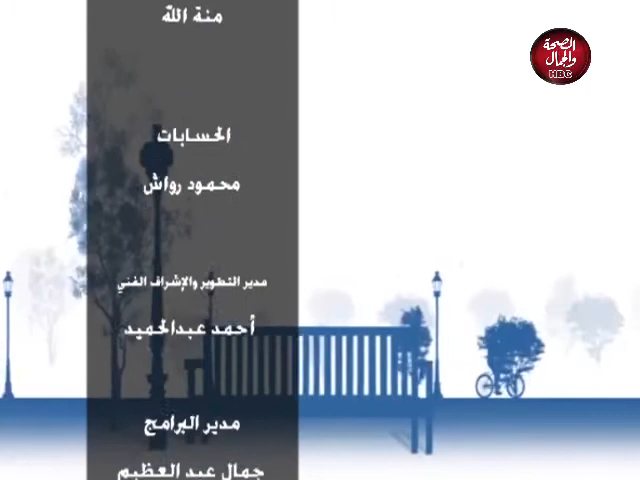 منة الله
الصحة
والجمال
HBC
الحسابات
محمود رواش
مدير التطوير والإشراف الفني
أحمد عبدالحميد
مدير البرامج
جمال عبد العظيم